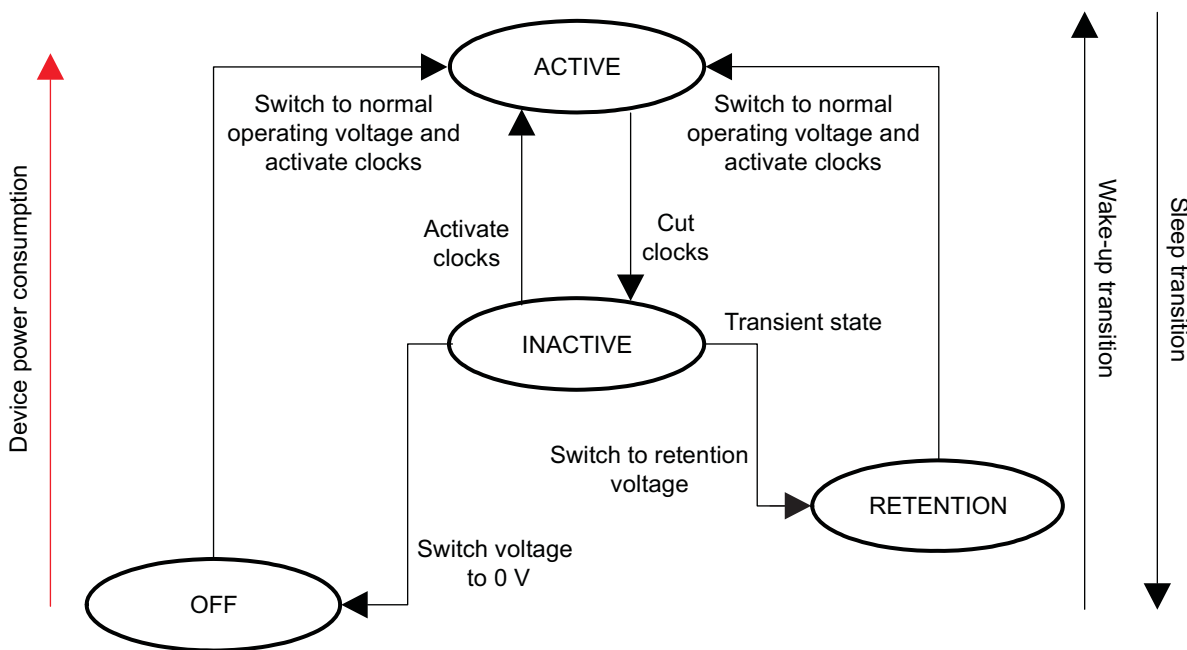 ACTIVE
Switch to normal
operating voltage and
activate clocks
Switch to normal
operating voltage and
activate clocks
Device power consumption
Wake-up transition
Sleep transition
Activate
clocks
Cut
clocks
INACTIVE
Transient state
Switch to retention
voltage
RETENTION
Switch voltage
to 0 V
OFF